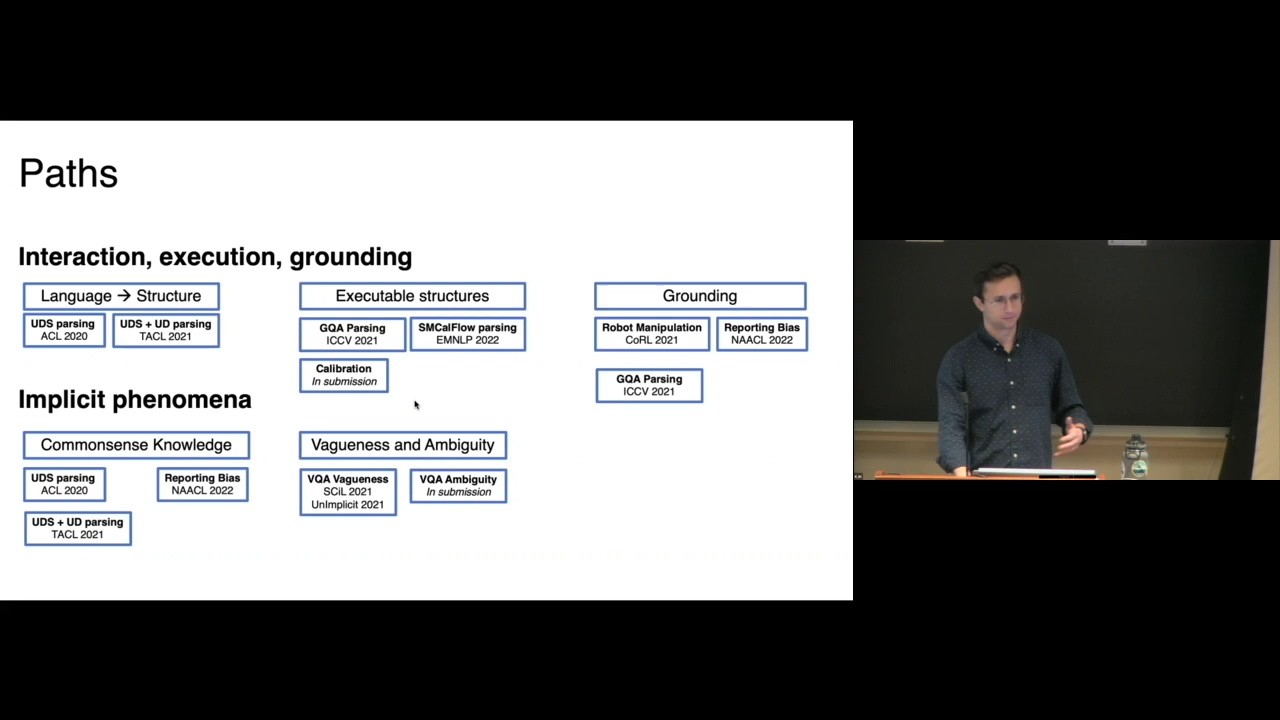 Paths
Interaction, execution, grounding
Language → Structure
UDS parsing
ACL 2020
UDS + UD parsing
TACL 2021
Executable structures
GQA Parsing
ICCV 2021
SMCalFlow parsing
EMNLP 2022
Calibration
In submission
Grounding
Robot Manipulation
CoRL 2021
Reporting Bias
NAACL 2022
GQA Parsing
ICCV 2021
Implicit phenomena
Commonsense Knowledge
UDS parsing
ACL 2020
Reporting Bias
NAACL 2022
UDS + UD parsing
TACL 2021
Vagueness and Ambiguity
VQA Vagueness
SCiL 2021
UnImplicit 2021
VQA Ambiguity
In submission